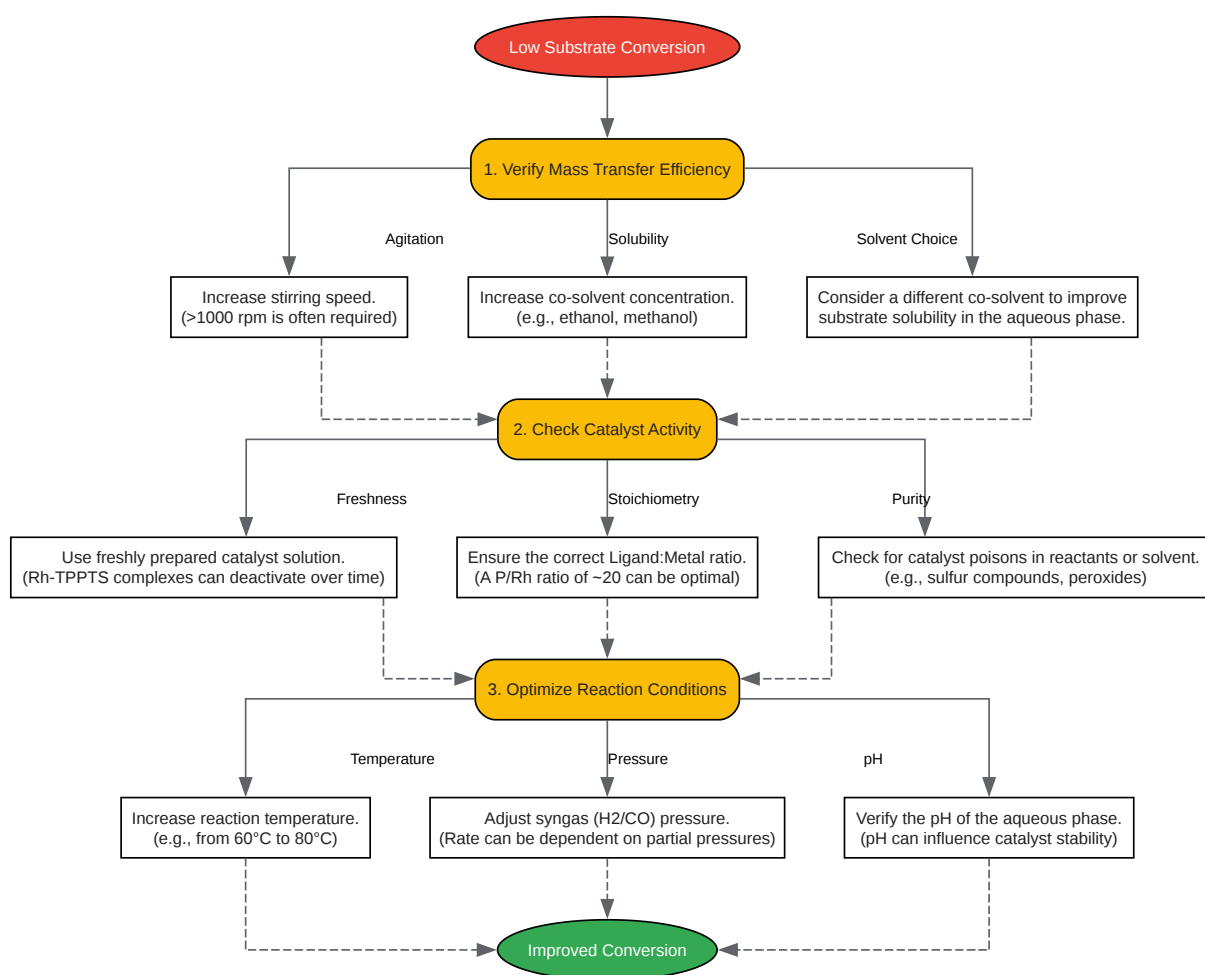 Low Substrate Conversion
1. Verify Mass Transfer Efficiency
Agitation
Solubility
Solvent Choice
Increase stirring speed.
(>1000 rpm is often required)
Increase co-solvent concentration.
(e.g., ethanol, methanol)
Consider a different co-solvent to improve
substrate solubility in the aqueous phase.
2. Check Catalyst Activity
Freshness
Stoichiometry
Purity
Use freshly prepared catalyst solution.
(Rh-TPPTS complexes can deactivate over time)
Ensure the correct Ligand:Metal ratio.
(A P/Rh ratio of ~20 can be optimal)
Check for catalyst poisons in reactants or solvent.
(e.g., sulfur compounds, peroxides)
3. Optimize Reaction Conditions
Temperature
Pressure
pH
Increase reaction temperature.
(e.g., from 60°C to 80°C)
Adjust syngas (H2/CO) pressure.
(Rate can be dependent on partial pressures)
Verify the pH of the aqueous phase.
(pH can influence catalyst stability)
Improved Conversion